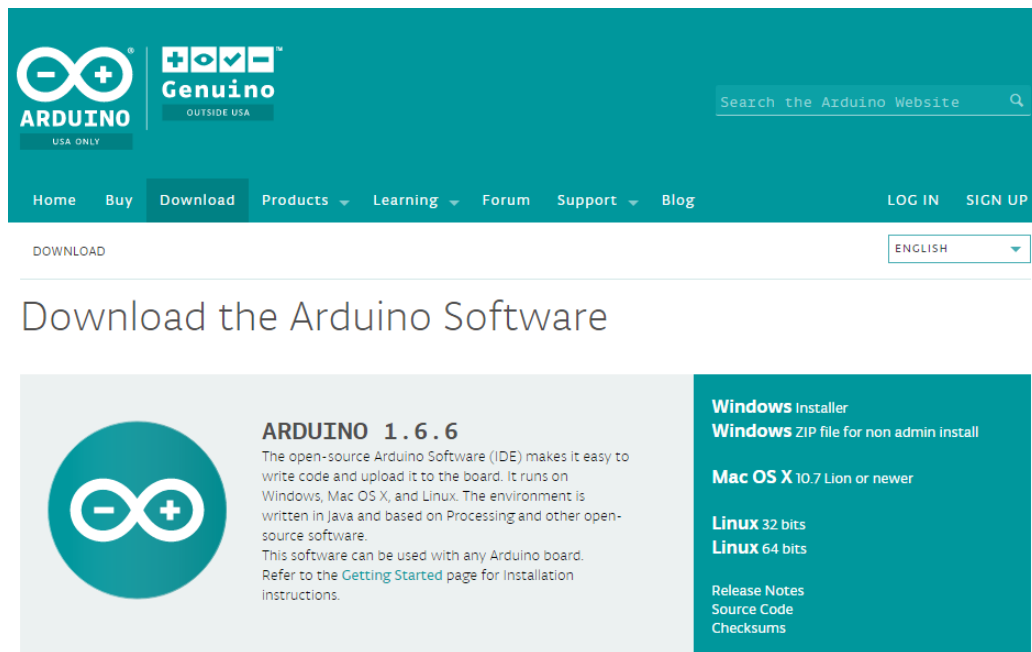 ARDUINO
USA ONLY
Genuino™
OUTSIDE USA
Search the Arduino Website
Home Buy Download Products Learning Forum Support Blog LOG IN SIGN UP
DOWNLOAD
ENGLISH
Download the Arduino Software
ARDUINO 1.6.6
The open-source Arduino Software (IDE) makes it easy to
write code and upload it to the board. It runs on
Windows, Mac OS X, and Linux. The environment is
written in Java and based on Processing and other open-
source software.
This software can be used with any Arduino board.
Refer to the Getting Started page for Installation
instructions.
Windows Installer
Windows ZIP file for non admin install
Mac OS X 10.7 Lion or newer
Linux 32 bits
Linux 64 bits
Release Notes
Source Code
Checksums